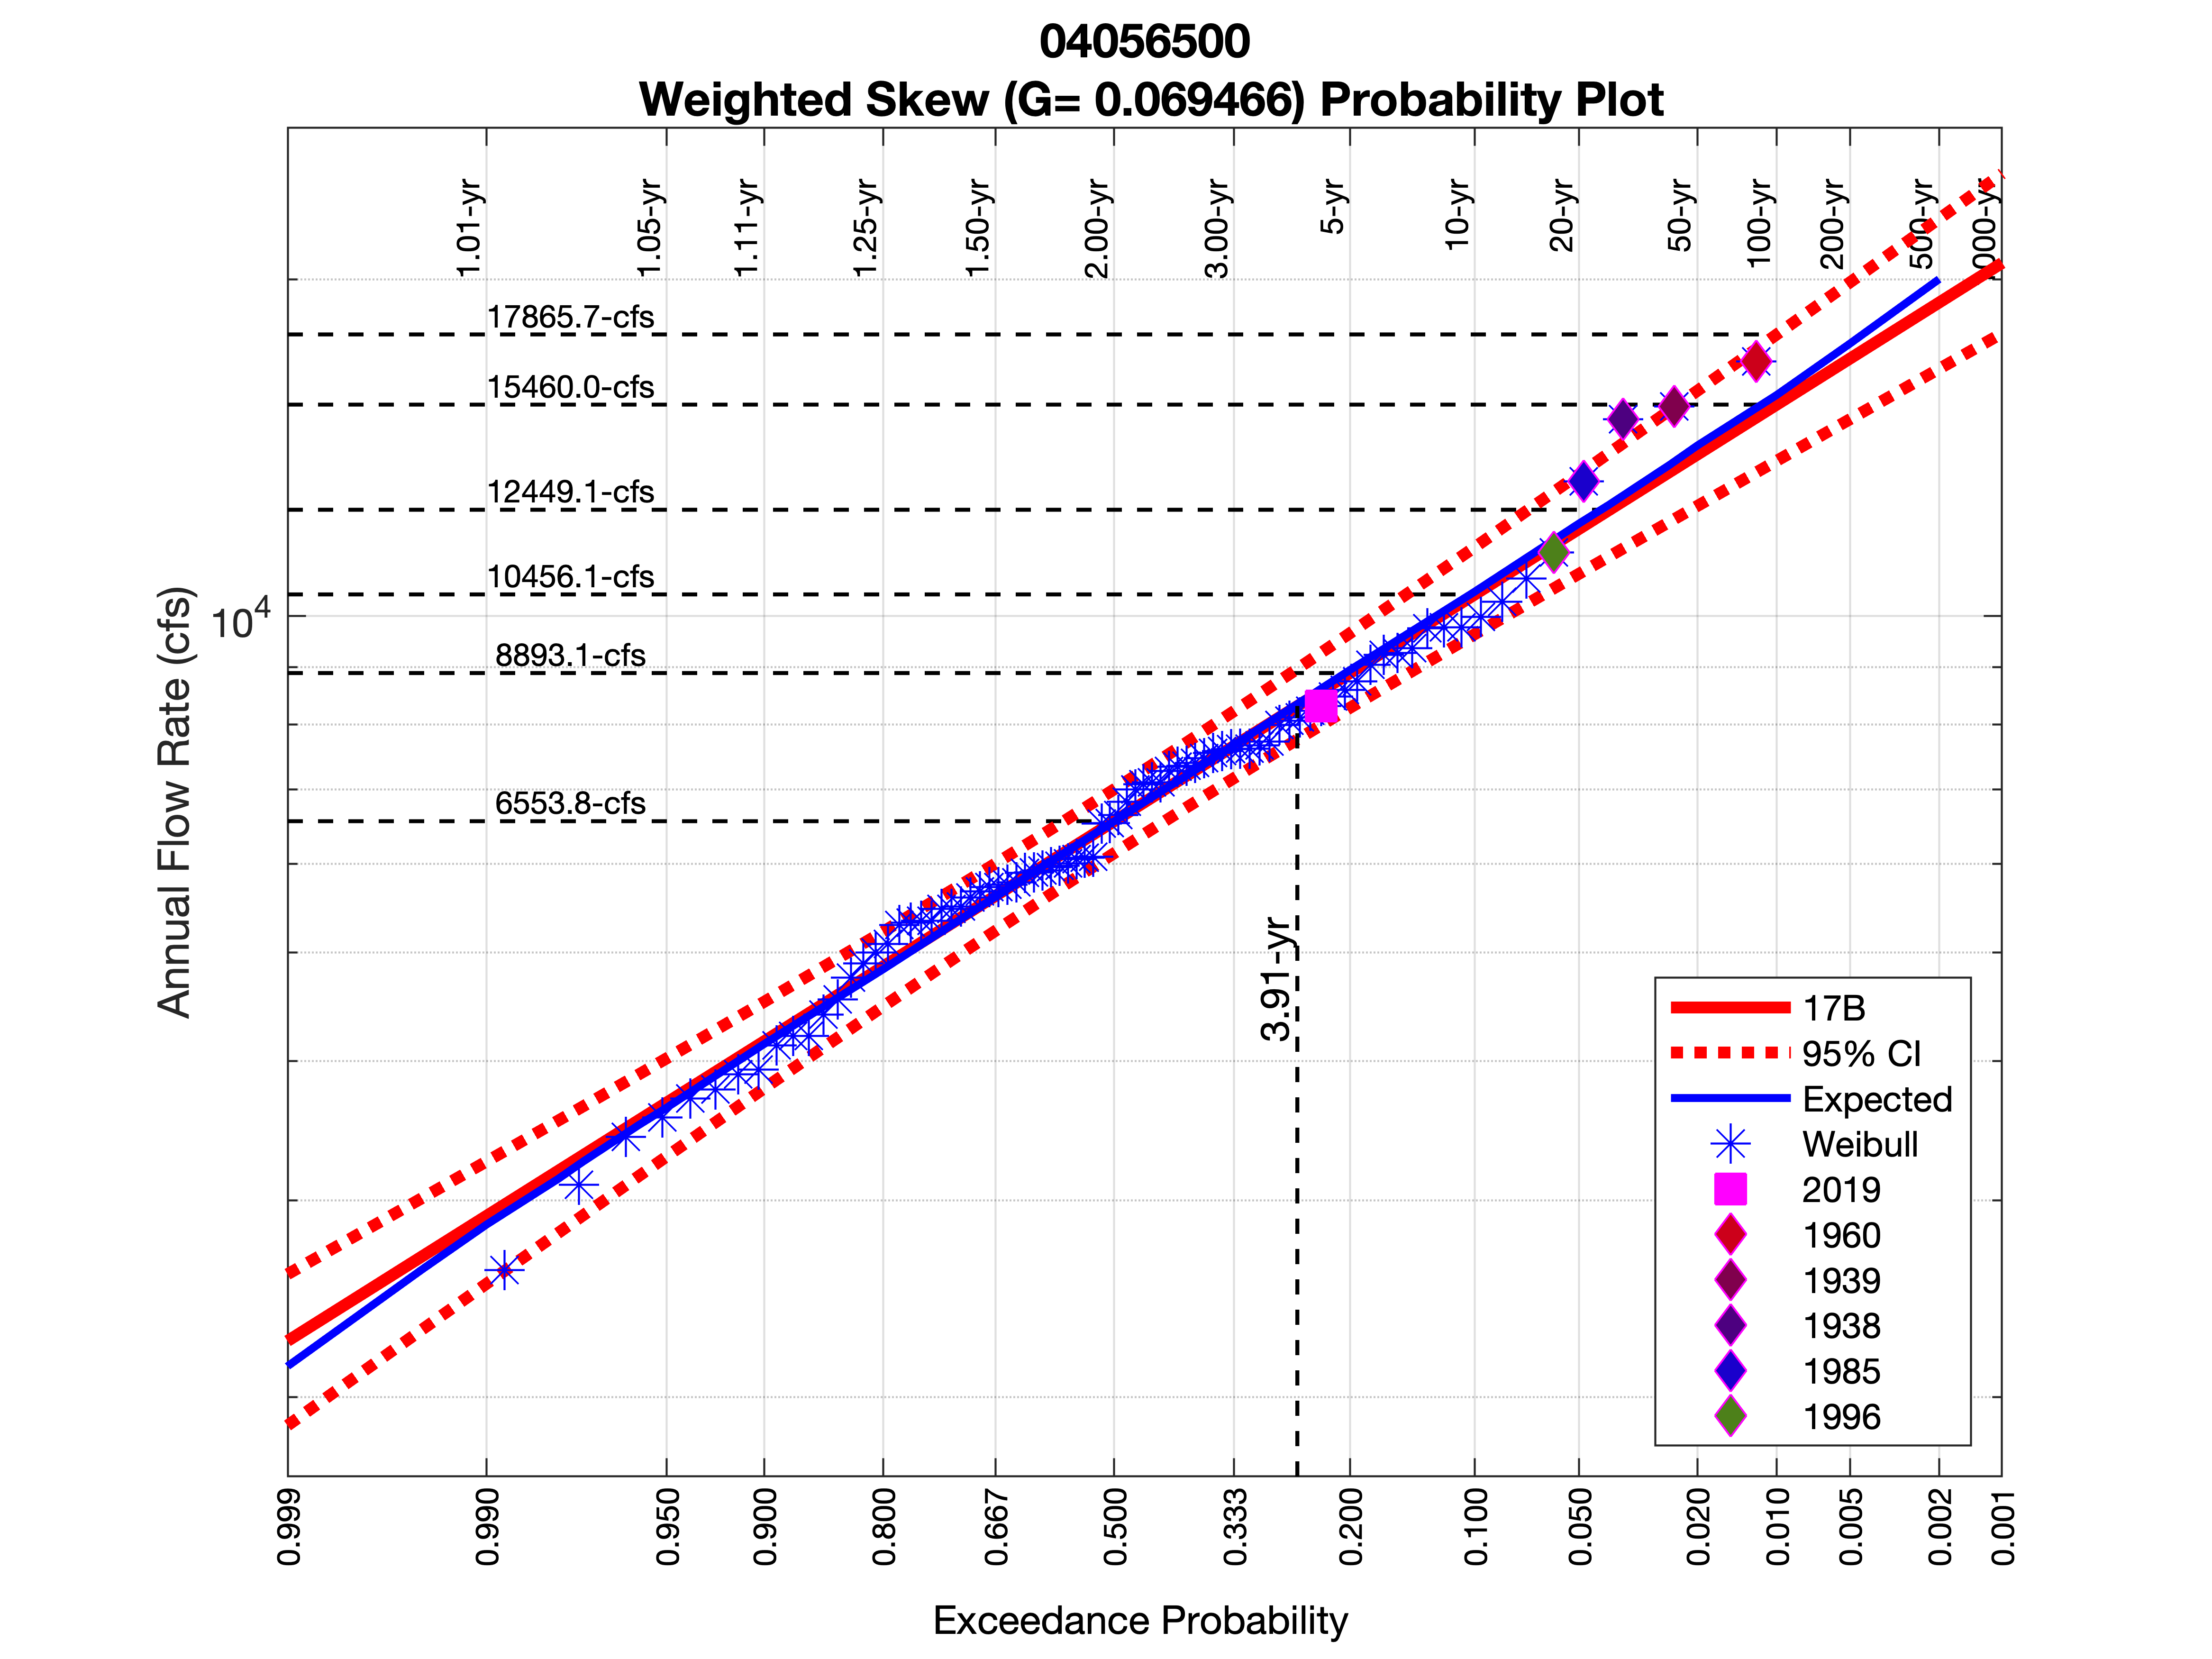 04056500
Weighted Skew (G= 0.069466) Probability Plot
1.01-yr
1.05-yr
1.11-yr
1.25-yr
1.50-yr
2.00-yr
3.00-yr
5-yr
10-yr
20-yr
50-yr
100-yr
200-yr
500-yr
000-yr
17865.7-cfs
15460.0-cfs
12449.1-cfs
10456.1-cfs
8893.1-cfs
6553.8-cfs
3.91-yr
Annual Flow Rate (cfs)
10^4
17B
95% CI
Expected
Weibull
2019
1960
1939
1938
1985
1996
0.999
0.990
0.950
0.900
0.800
0.667
0.500
0.333
0.200
0.100
0.050
0.020
0.010
0.005
0.002
0.001
Exceedance Probability